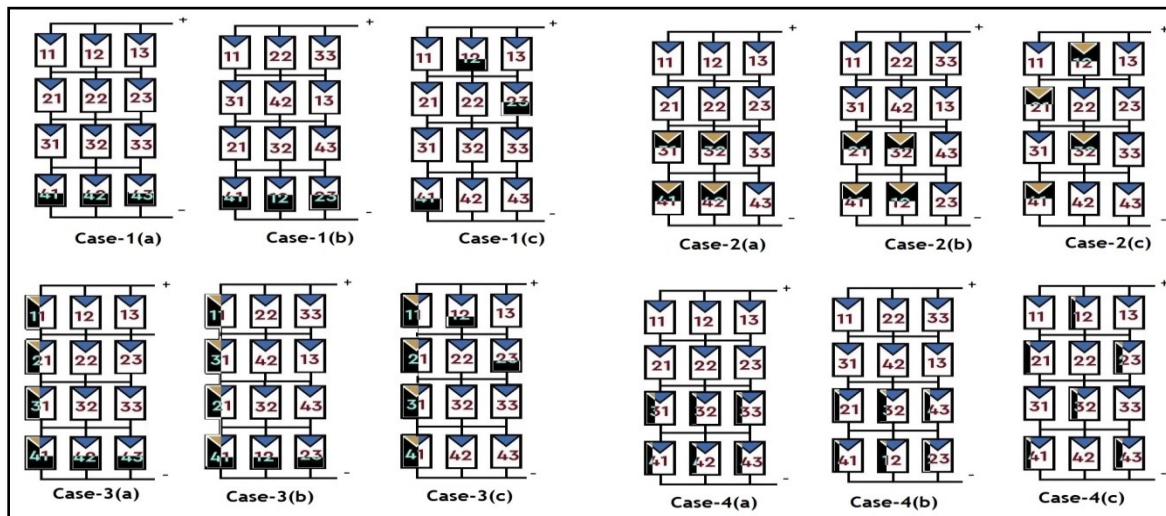 + + + +
11 12 13 11 22 33 11 12 13 11 12 13 11 22 33 11 12 13
21 22 23 31 42 13 21 22 23 21 22 23 31 42 13 21 22 23
31 32 33 21 32 43 31 32 33 31 32 33 21 32 43 31 32 33
41 42 43 41 12 23 41 42 43 41 42 43 41 12 23 41 42 43
- - - -
Case-1(a) Case-1(b) Case-1(c) Case-2(a) Case-2(b) Case-2(c)
+ + + +
11 12 13 11 22 33 11 12 13 11 12 13 11 22 33 11 12 13
21 22 23 31 42 13 21 22 23 21 22 23 31 42 13 21 22 23
31 32 33 21 32 43 31 32 33 31 32 33 21 32 43 31 32 33
41 42 43 41 12 23 41 42 43 41 42 43 41 12 23 41 42 43
- - - -
Case-3(a) Case-3(b) Case-3(c) Case-4(a) Case-4(b) Case-4(c)